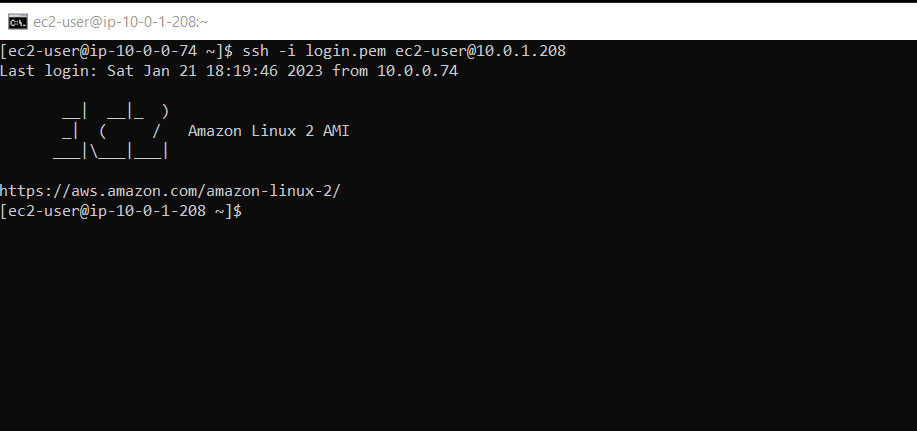 ec2-user@ip-10-0-1-208:~
[ec2-user@ip-10-0-0-74 ~]$ ssh -i login.pem ec2-user@10.0.1.208
Last login: Sat Jan 21 18:19:46 2023 from 10.0.0.74
       __|  __|_  )
       _|  (     /   Amazon Linux 2 AMI
      ___|\___|___|
https://aws.amazon.com/amazon-linux-2/
[ec2-user@ip-10-0-1-208 ~]$